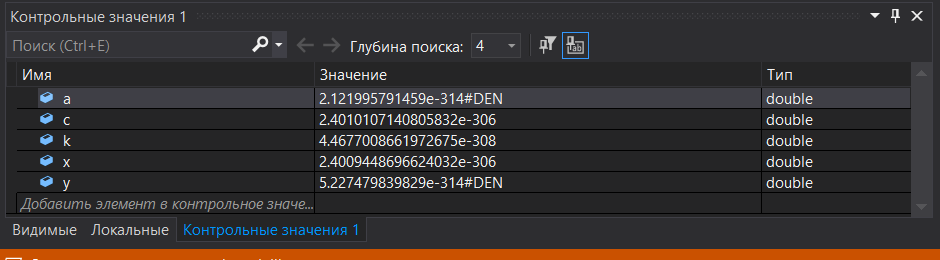 Контрольные значения 1
Поиск (Ctrl+E) Глубина поиска: 4
Имя Значение Тип
a 2.121995791459e-314#DEN double
c 2.4010107140805832e-306 double
k 4.4677008661972675e-308 double
x 2.4009448696624032e-306 double
y 5.227479839829e-314#DEN double
Добавить элемент в контрольное значе...
Видимые Локальные Контрольные значения 1